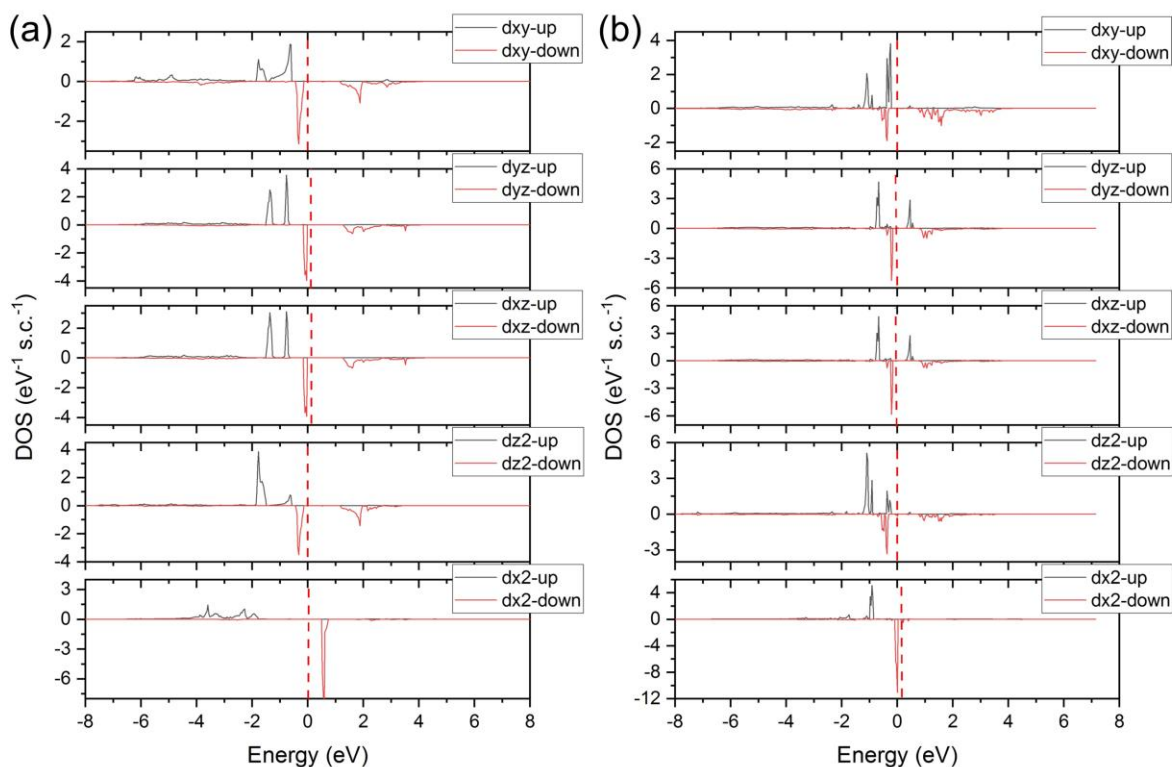 (a)
dxy-up
dxy-down
2
0
-2
dyz-up
dyz-down
4
2
0
-2
-4
dxz-up
dxz-down
2
0
-2
-4
dz2-up
dz2-down
4
2
0
-2
-4
dx2-up
dx2-down
3
0
-3
-6
-8 -6 -4 -2 0 2 4 6 8
Energy (eV)
DOS (eV⁻¹ s.c.⁻¹)
(b)
dxy-up
dxy-down
4
2
0
-2
dyz-up
dyz-down
6
3
0
-3
-6
dxz-up
dxz-down
6
3
0
-3
-6
dz2-up
dz2-down
6
3
0
-3
dx2-up
dx2-down
4
0
-4
-8
-12
-8 -6 -4 -2 0 2 4 6 8
Energy (eV)
DOS (eV⁻¹ s.c.⁻¹)